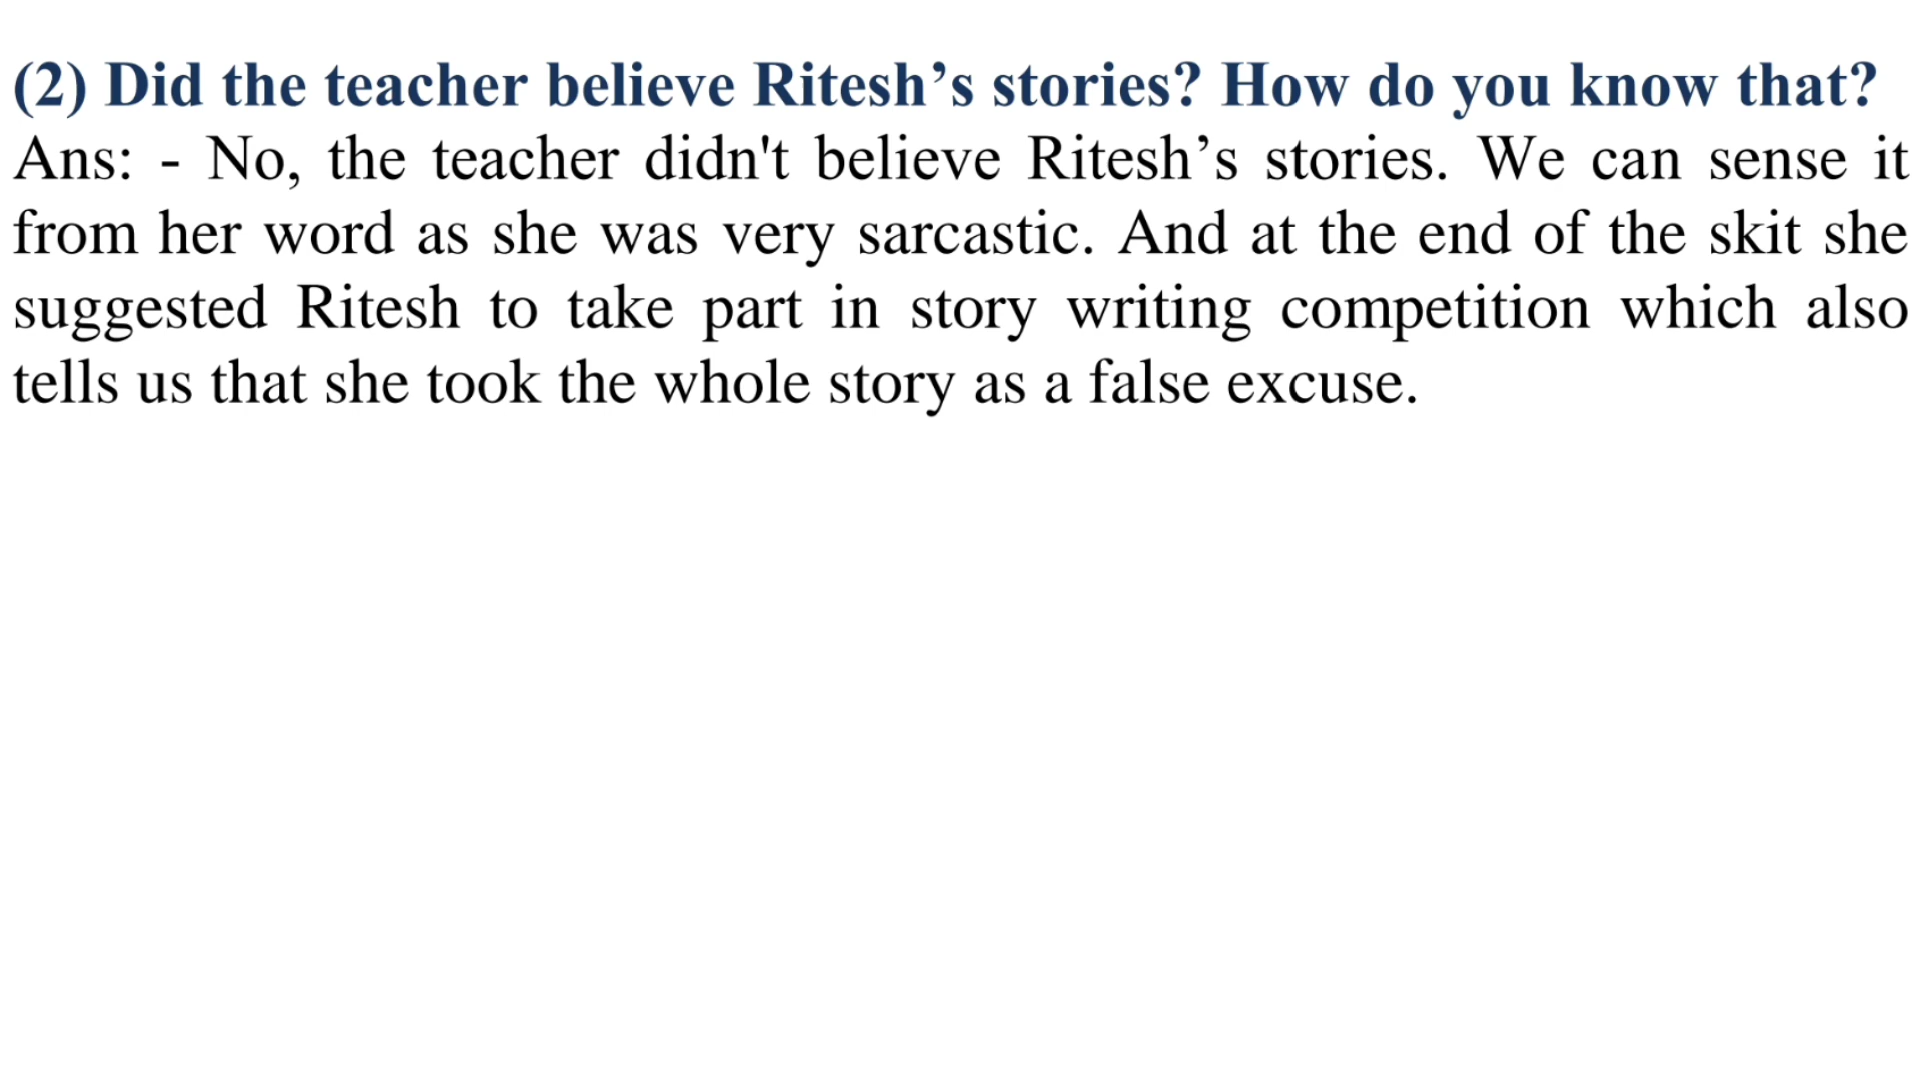 (2) Did the teacher believe Ritesh’s stories? How do you know that?
Ans: - No, the teacher didn't believe Ritesh’s stories. We can sense it
from her word as she was very sarcastic. And at the end of the skit she
suggested Ritesh to take part in story writing competition which also
tells us that she took the whole story as a false excuse.